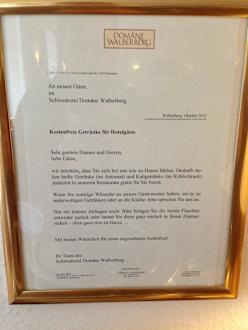 DOMÄNE
WALBERBERG
An unsere Gäste
im
Schlosshotel Domäne Walberberg
Walberberg, Oktober 2012
Kostenfreie Getränke für Hotelgäste
Sehr geehrte Damen und Herren,
liebe Gäste,
wir möchten, dass Sie sich bei uns wie zu Hause fühlen. Deshalb stehen
heiße Getränke (im Automat) und Kaltgetränke (im Kühlschrank)
jederzeit in unserem Restaurant gratis für Sie bereit.
Wenn Sie sonstige Wünsche an unsere Gastronomie haben, sei es zu
anderweitigen Getränken oder an die Küche: bitte sprechen Sie uns an.
Nur ein kleines Anliegen noch: Bitte bringen Sie die leeren Flaschen
entweder zurück oder lassen Sie diese ganz einfach in Ihrem Zimmer
stehen – eben ganz wie zu Hause ...
Mit besten Wünschen für einen angenehmen Aufenthalt
Ihr Team des
Schlosshotel Domäne Walberberg